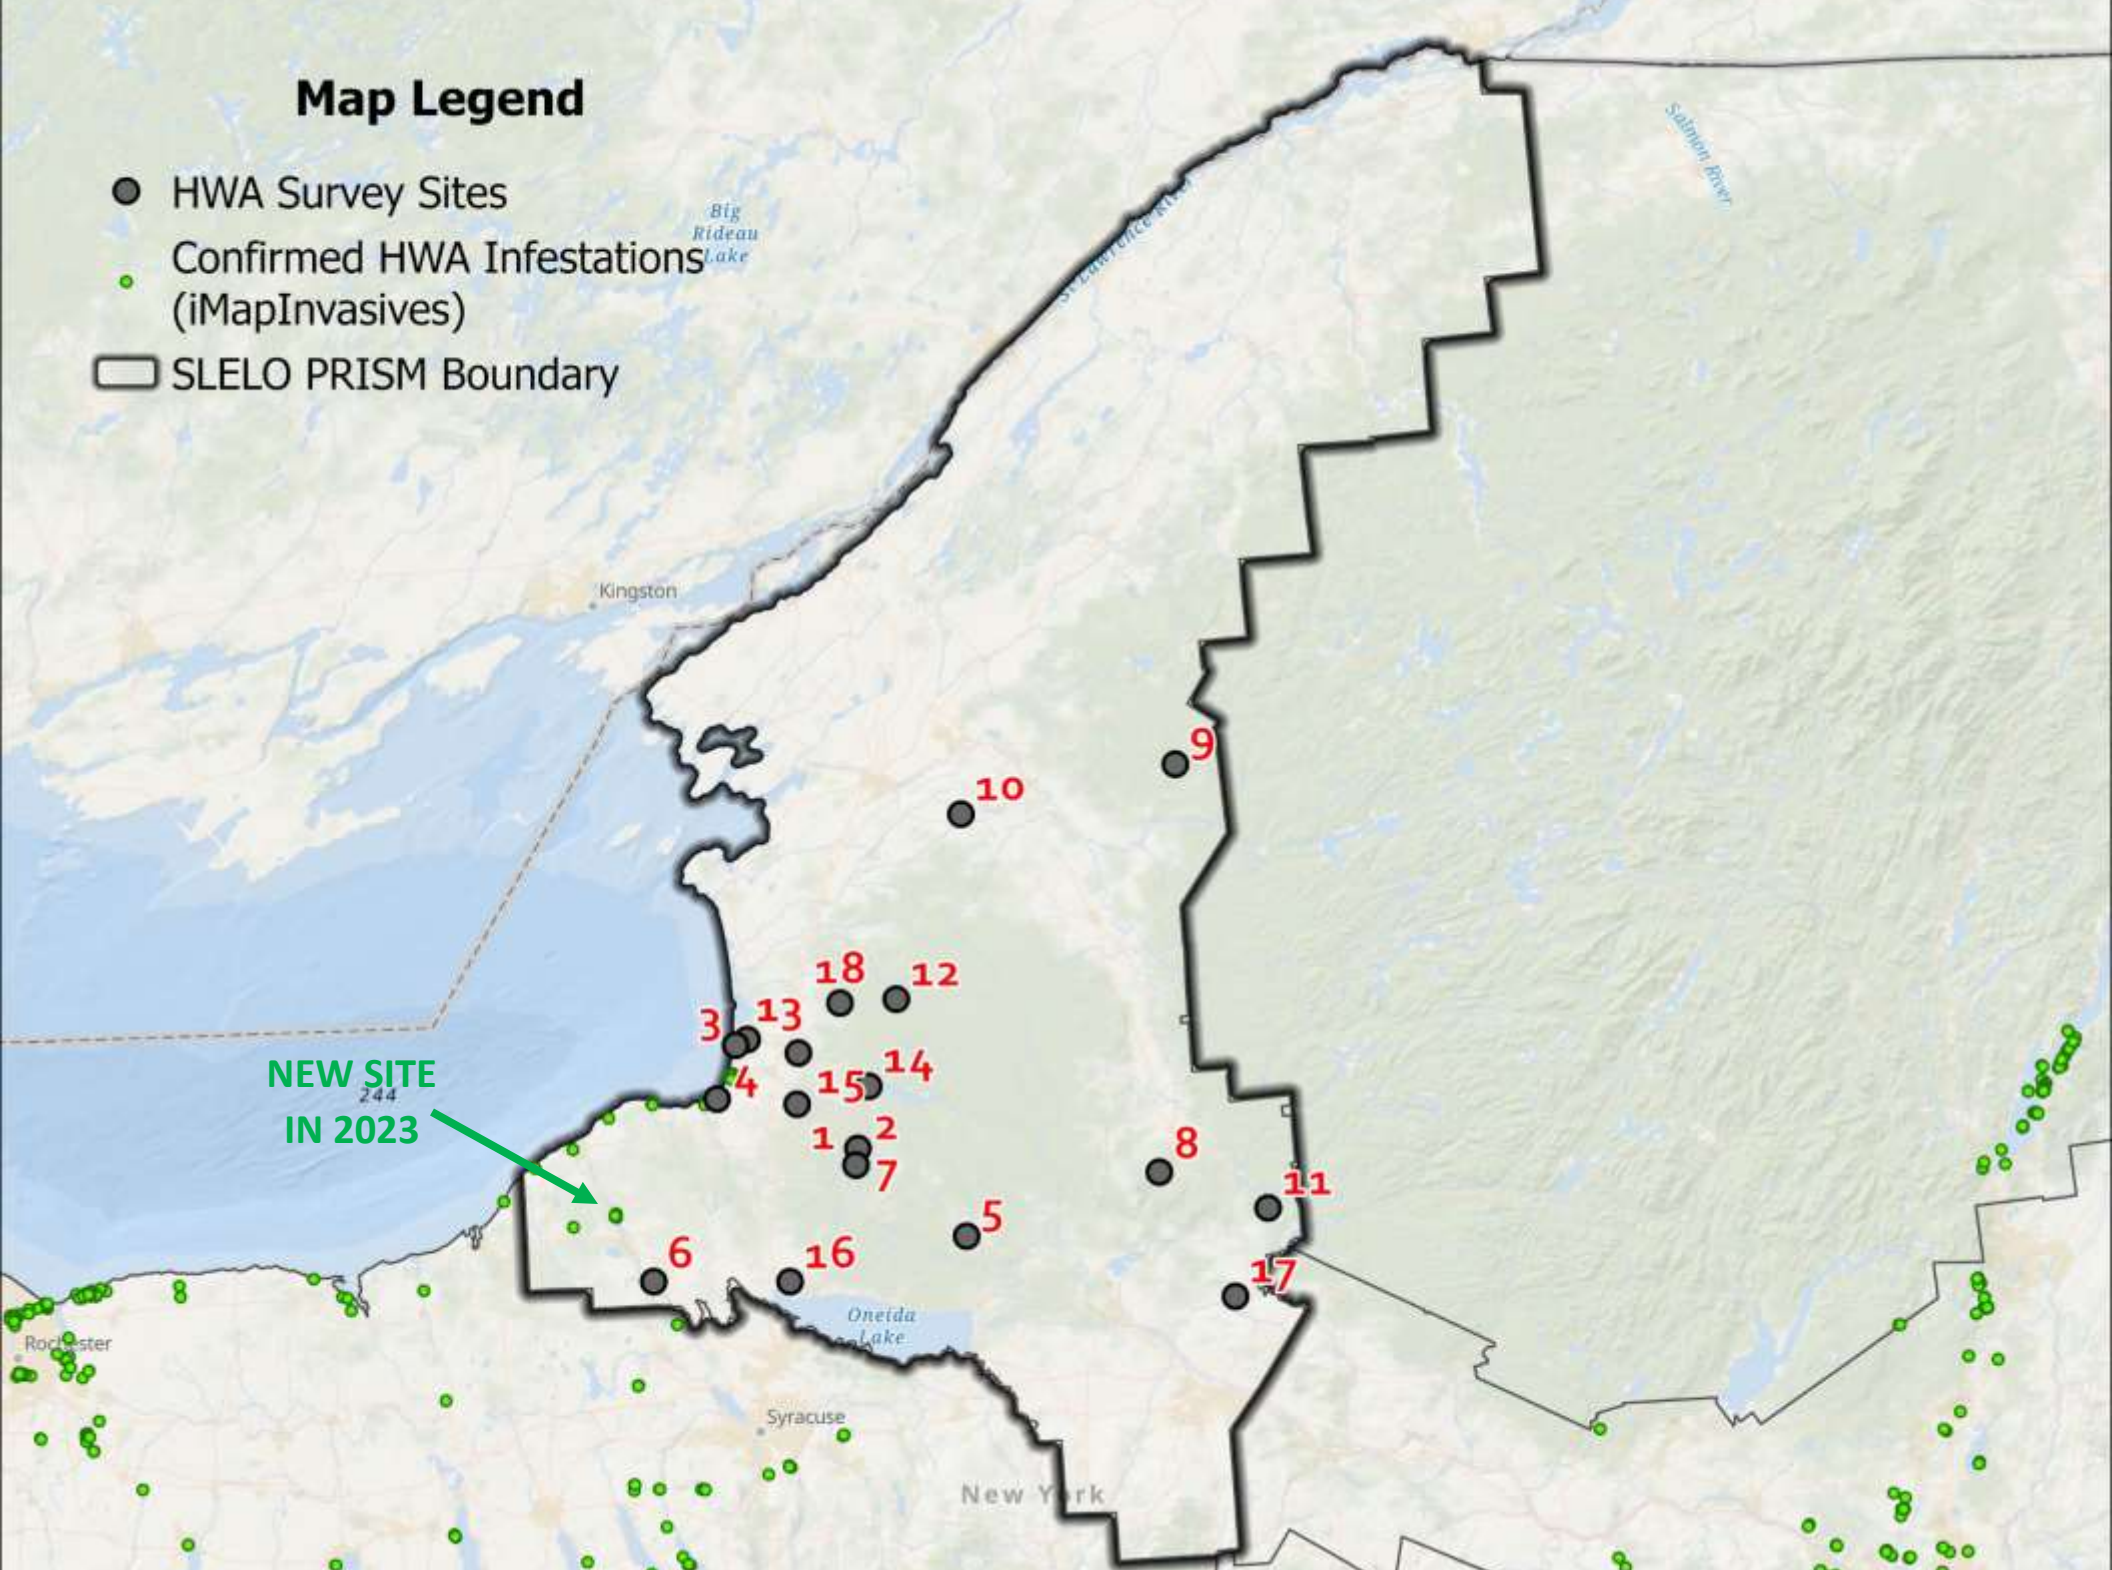 Map Legend
HWA Survey Sites
Confirmed HWA Infestations
(iMapInvasives)
SLELO PRISM Boundary
Big
Rideau
Lake
Salmon River
St. Lawrence River
Kingston
9
10
18
12
3
13
4
15
14
NEW SITE
244
IN 2023
1
2
7
8
11
5
6
16
17
Oneida
Lake
Rochester
Syracuse
New York